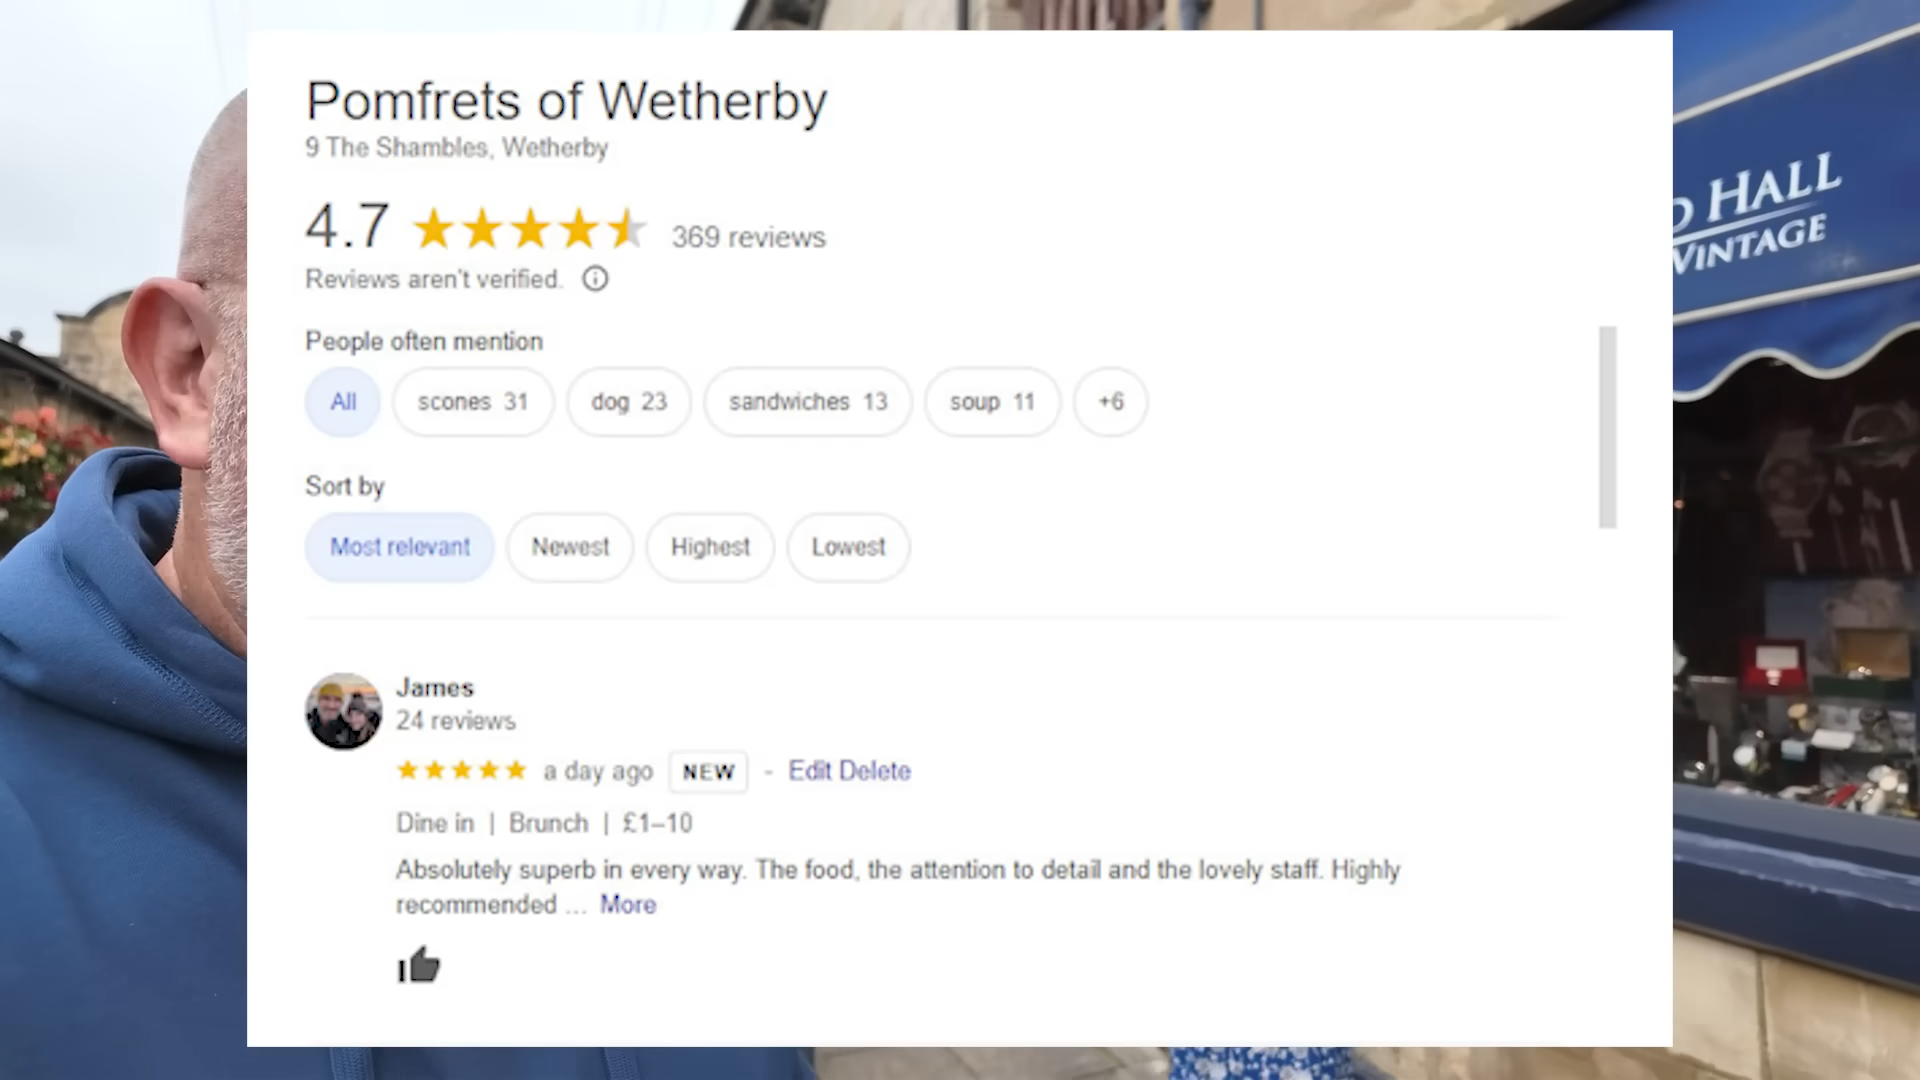 Pomfrets of Wetherby
9 The Shambles, Wetherby
4.7 369 reviews
Reviews aren't verified.
People often mention
All scones 31 dog 23 sandwiches 13 soup 11 +6
Sort by
Most relevant Newest Highest Lowest
James
24 reviews
a day ago NEW - Edit Delete
Dine in | Brunch | £1–10
Absolutely superb in every way. The food, the attention to detail and the lovely staff. Highly
recommended ... More
HALL
VINTAGE